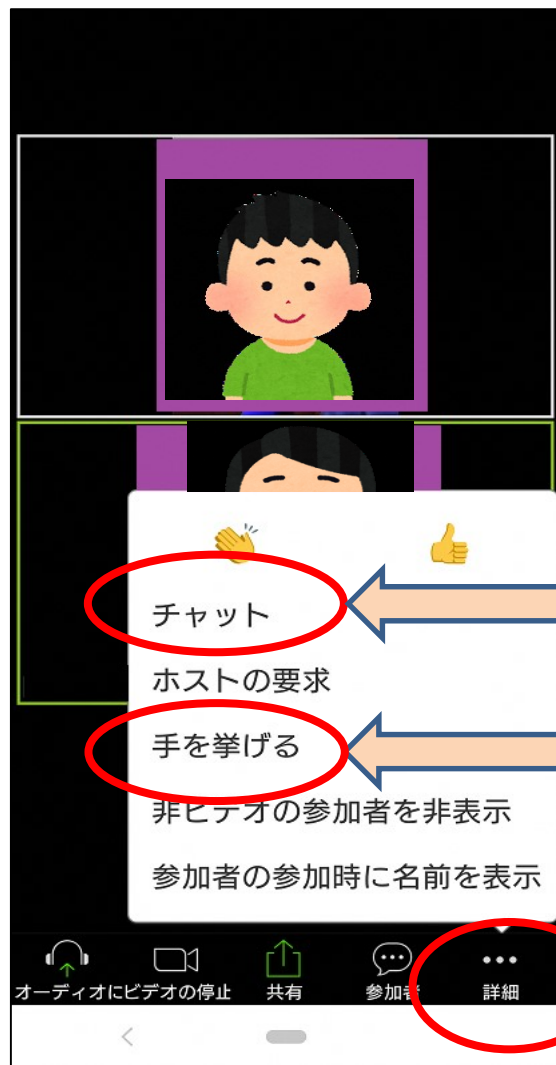 チャット
ホストの要求
手を挙げる
非ビデオの参加者を非表示
参加者の参加時に名前を表示
オーディオに ビデオの停止 共有 参加者 詳細